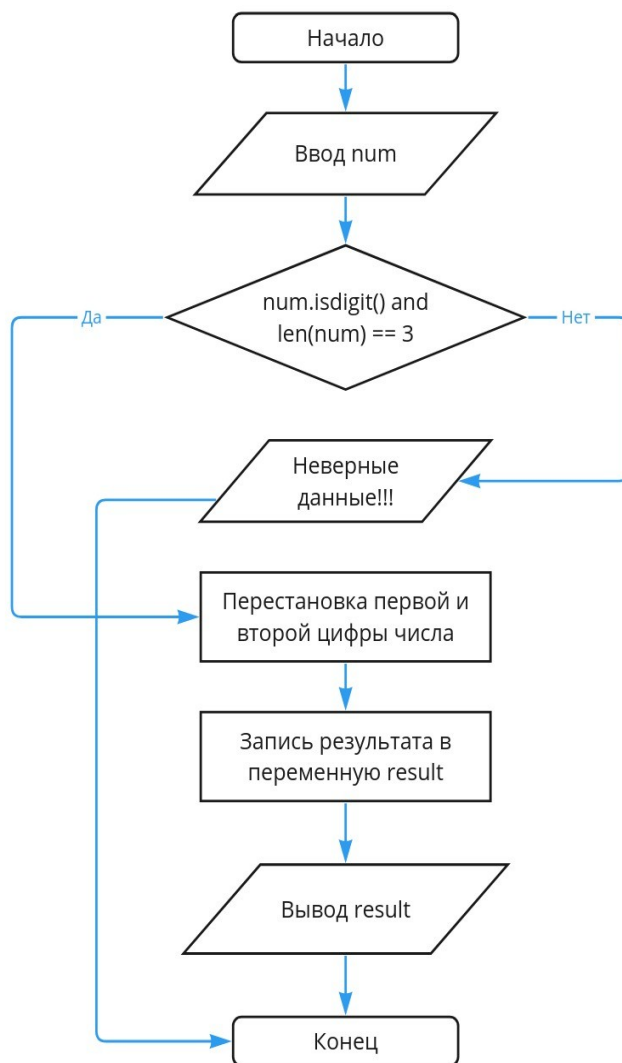 Начало
Ввод num
num.isdigit() and
len(num) == 3
Да
Нет
Неверные
данные!!!
Перестановка первой и
второй цифры числа
Запись результата в
переменную result
Вывод result
Конец